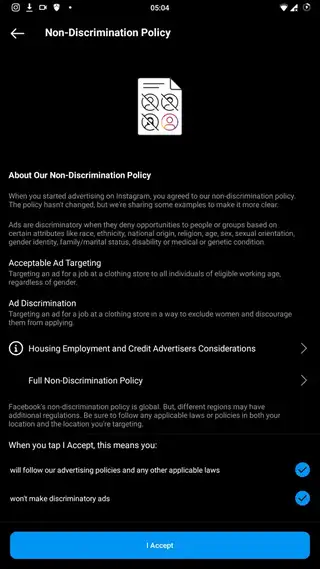 05:04
Non-Discrimination Policy
About Our Non-Discrimination Policy
When you started advertising on Instagram, you agreed to our non-discrimination policy.
The policy hasn't changed, but we're sharing some examples to make it more clear.
Ads are discriminatory when they deny opportunities to people or groups based on
certain attributes like race, ethnicity, national origin, religion, age, sex, sexual orientation,
gender identity, family/marital status, disability or medical or genetic condition
Acceptable Ad Targeting
Targeting an ad for a job at a clothing store to all individuals of eligible working age,
regardless of gender.
Ad Discrimination
Targeting an ad for a job at a clothing store in a way to exclude women and discourage
them from applying.
Housing Employment and Credit Advertisers Considerations
Full Non-Discrimination Policy
Facebook's non-discrimination policy is global. But, different regions may have
additional regulations. Be sure to follow any applicable laws or policies in both your
location and the location you're targeting.
When you tap I Accept, this means you:
will follow our advertising policies and any other applicable laws
won't make discriminatory ads
I Accept